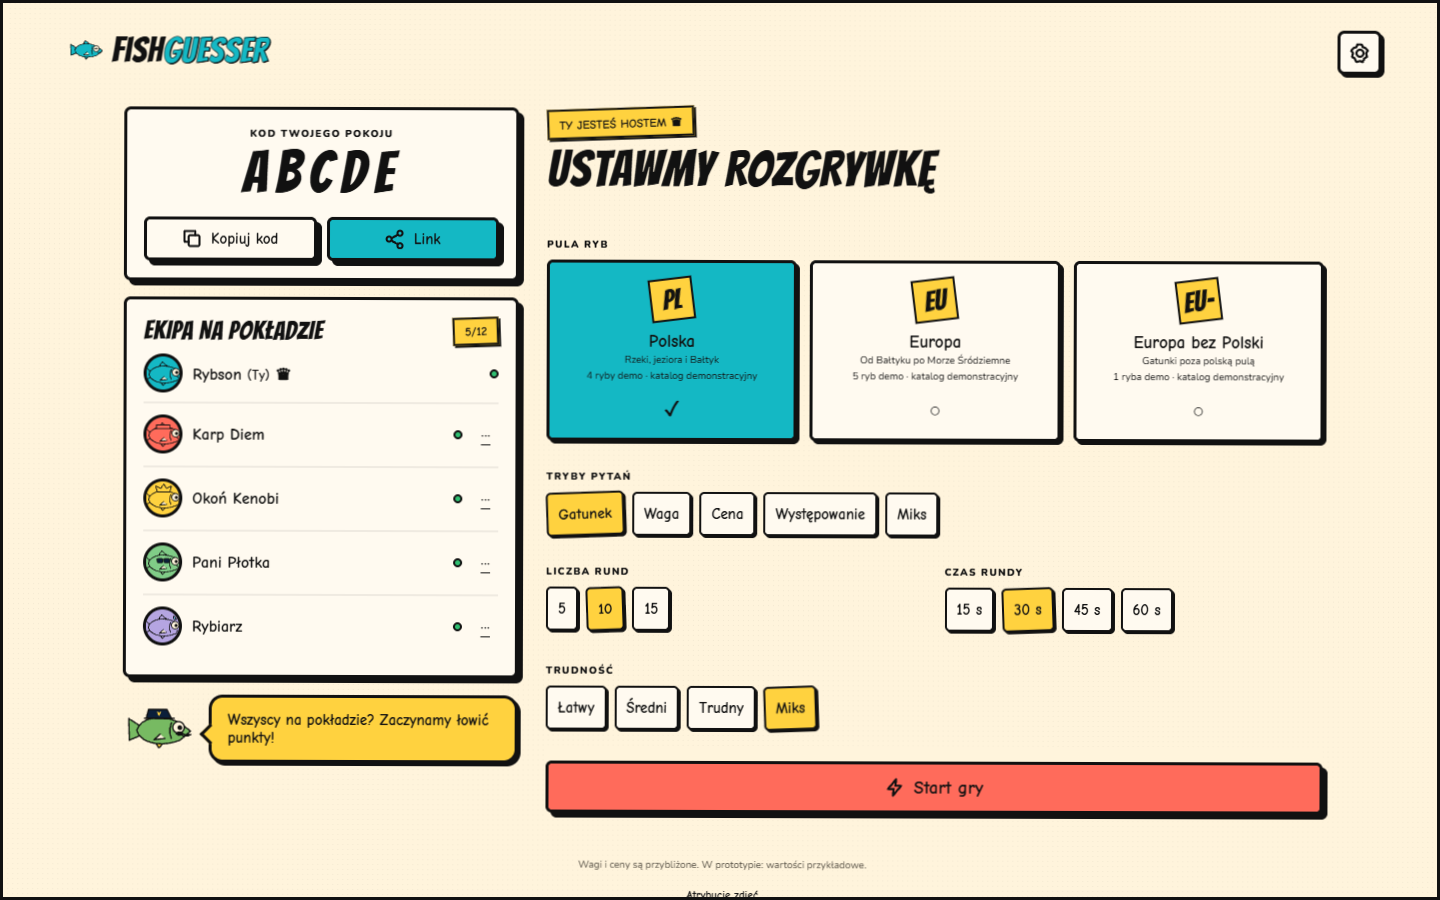 FISHGUESSER
KOD TWOJEGO POKOJU
ABCDE
Kopiuj kod
Link
EKIPA NA POKŁADZIE
5/12
Rybson (Ty)
Karp Diem
...
Okoń Kenobi
...
Pani Płotka
...
Rybiarz
...
Wszyscy na pokładzie? Zaczynamy łowić
punkty!
TY JESTEŚ HOSTEM
USTAWMY ROZGRYWKĘ
PULA RYB
PL
Polska
Rzeki, jeziora i Bałtyk
4 ryby demo · katalog demonstracyjny
EU
Europa
Od Bałtyku po Morze Śródziemne
5 ryb demo · katalog demonstracyjny
EU-
Europa bez Polski
Gatunki poza polską pulą
1 ryba demo · katalog demonstracyjny
TRYBY PYTAŃ
Gatunek
Waga
Cena
Występowanie
Miks
LICZBA RUND
5
10
15
CZAS RUNDY
15 s
30 s
45 s
60 s
TRUDNOŚĆ
Łatwy
Średni
Trudny
Miks
Start gry
Wagi i ceny są przybliżone. W prototypie: wartości przykładowe.
Atrybucje zdjęć